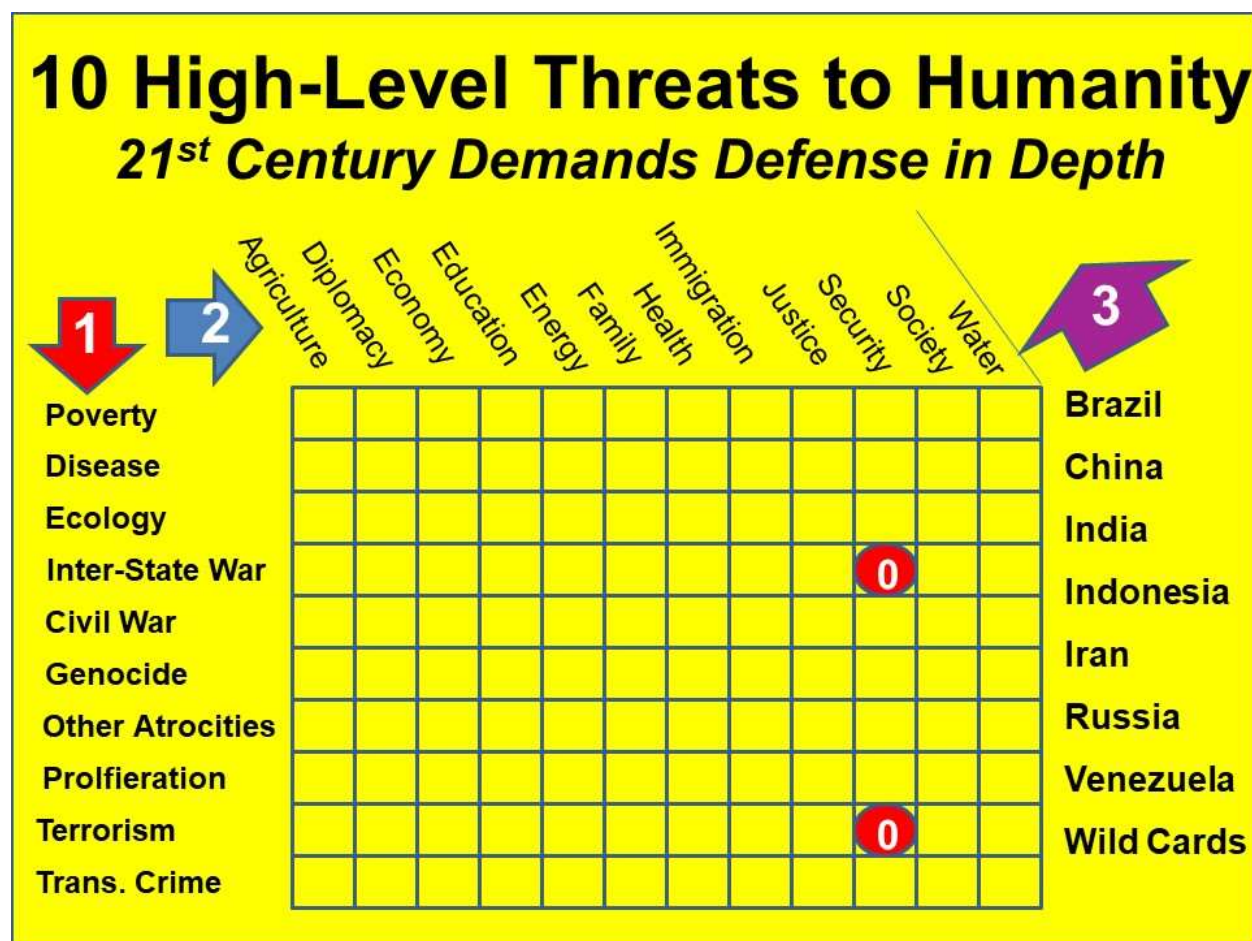 10 High-Level Threats to Humanity
21st Century Demands Defense in Depth
1
2
3
Agriculture
Diplomacy
Economy
Education
Energy
Family
Health
Immigration
Justice
Security
Society
Water
Poverty
Disease
Ecology
Inter-State War
0
Civil War
Genocide
Other Atrocities
Prolfieration
Terrorism
0
Trans. Crime
Brazil
China
India
Indonesia
Iran
Russia
Venezuela
Wild Cards